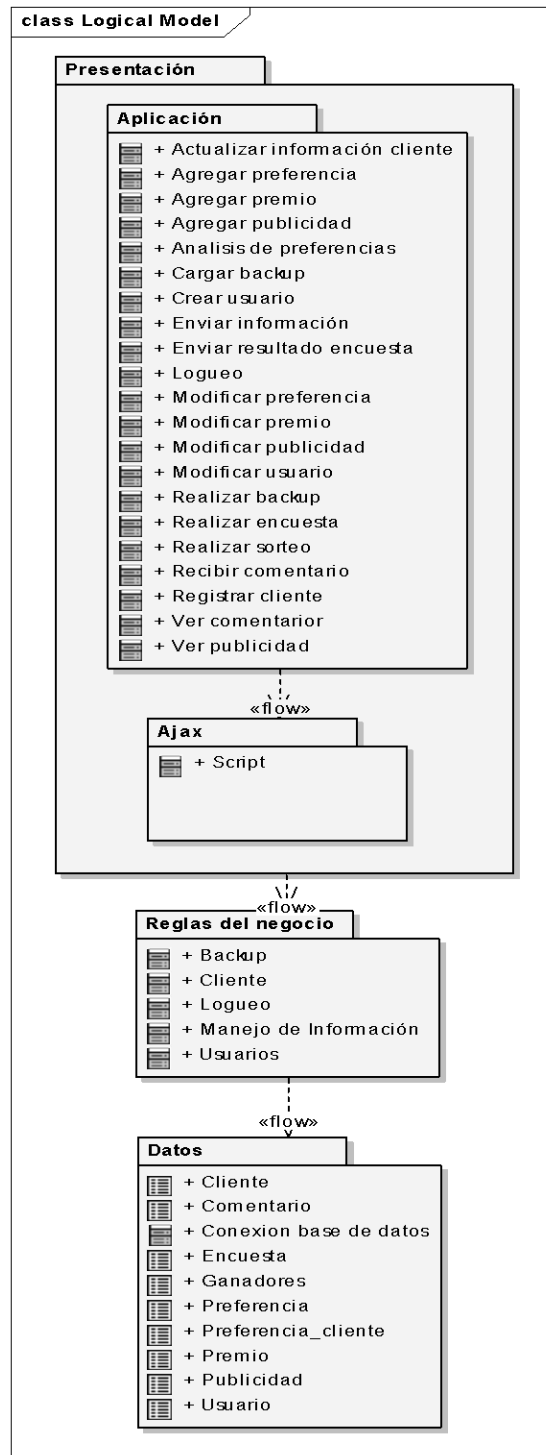 class Logical Model
Presentación
Aplicación
+ Actualizar información cliente
+ Agregar preferencia
+ Agregar premio
+ Agregar publicidad
+ Analisis de preferencias
+ Cargar backup
+ Crear usuario
+ Enviar información
+ Enviar resultado encuesta
+ Logueo
+ Modificar preferencia
+ Modificar premio
+ Modificar publicidad
+ Modificar usuario
+ Realizar backup
+ Realizar encuesta
+ Realizar sorteo
+ Recibir comentario
+ Registrar cliente
+ Ver comentarior
+ Ver publicidad
«flow»
Ajax
+ Script
«flow»
Reglas del negocio
+ Backup
+ Cliente
+ Logueo
+ Manejo de Información
+ Usuarios
«flow»
Datos
+ Cliente
+ Comentario
+ Conexion base de datos
+ Encuesta
+ Ganadores
+ Preferencia
+ Preferencia_cliente
+ Premio
+ Publicidad
+ Usuario